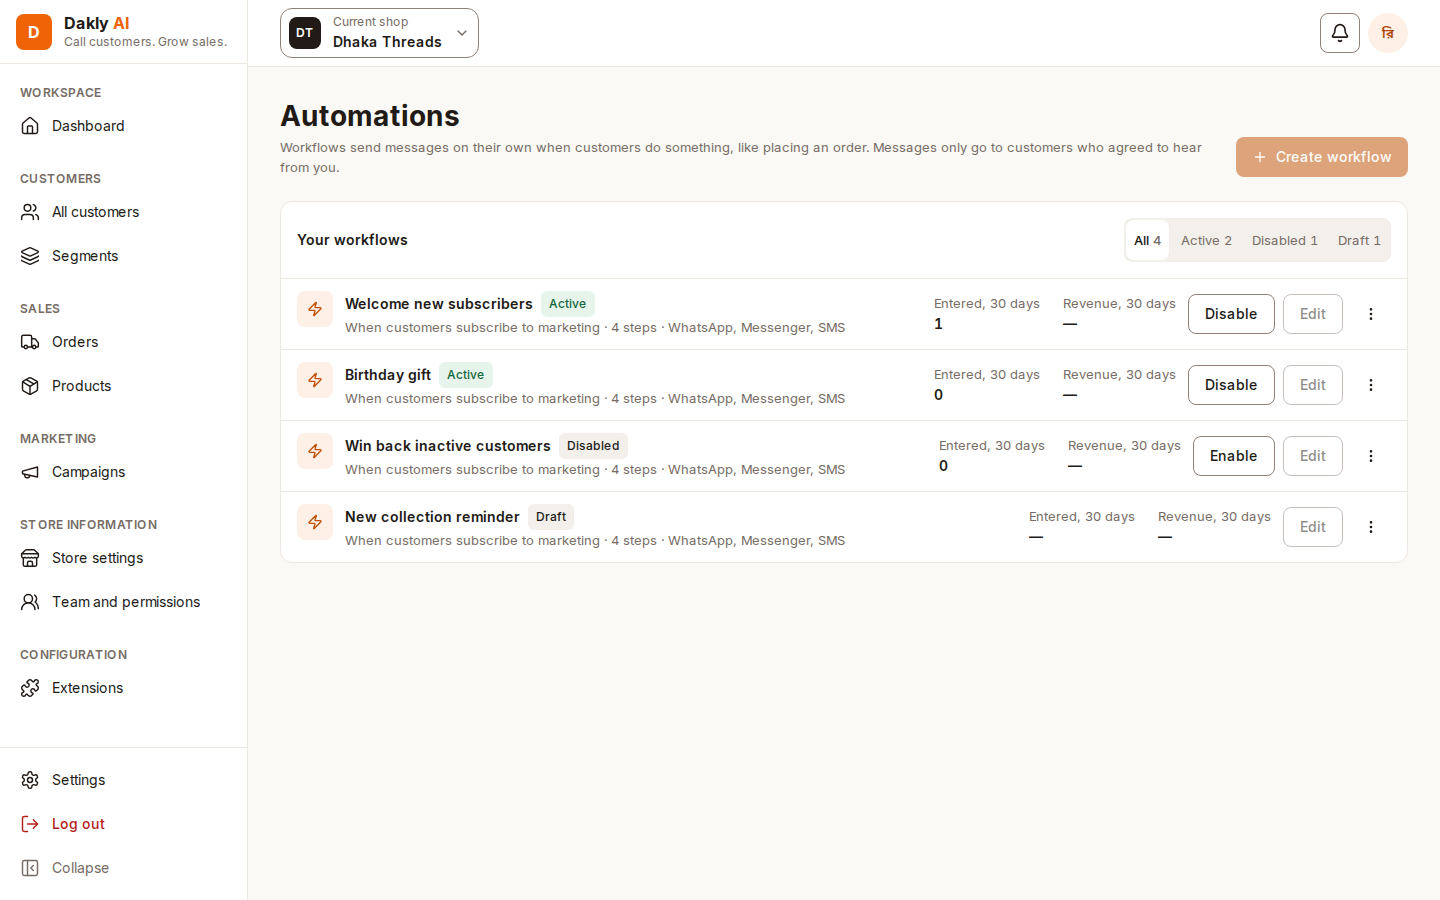 D
Dakly AI
Call customers. Grow sales.
WORKSPACE
Dashboard
CUSTOMERS
All customers
Segments
SALES
Orders
Products
MARKETING
Campaigns
STORE INFORMATION
Store settings
Team and permissions
CONFIGURATION
Extensions
Settings
Log out
Collapse
DT
Current shop
Dhaka Threads
রি
Automations
Workflows send messages on their own when customers do something, like placing an order. Messages only go to customers who agreed to hear
from you.
+ Create workflow
Your workflows
All 4 Active 2 Disabled 1 Draft 1
Welcome new subscribers Active
When customers subscribe to marketing · 4 steps · WhatsApp, Messenger, SMS
Entered, 30 days Revenue, 30 days
1 —
Disable Edit
Birthday gift Active
When customers subscribe to marketing · 4 steps · WhatsApp, Messenger, SMS
Entered, 30 days Revenue, 30 days
0 —
Disable Edit
Win back inactive customers Disabled
When customers subscribe to marketing · 4 steps · WhatsApp, Messenger, SMS
Entered, 30 days Revenue, 30 days
0 —
Enable Edit
New collection reminder Draft
When customers subscribe to marketing · 4 steps · WhatsApp, Messenger, SMS
Entered, 30 days Revenue, 30 days
— —
Edit